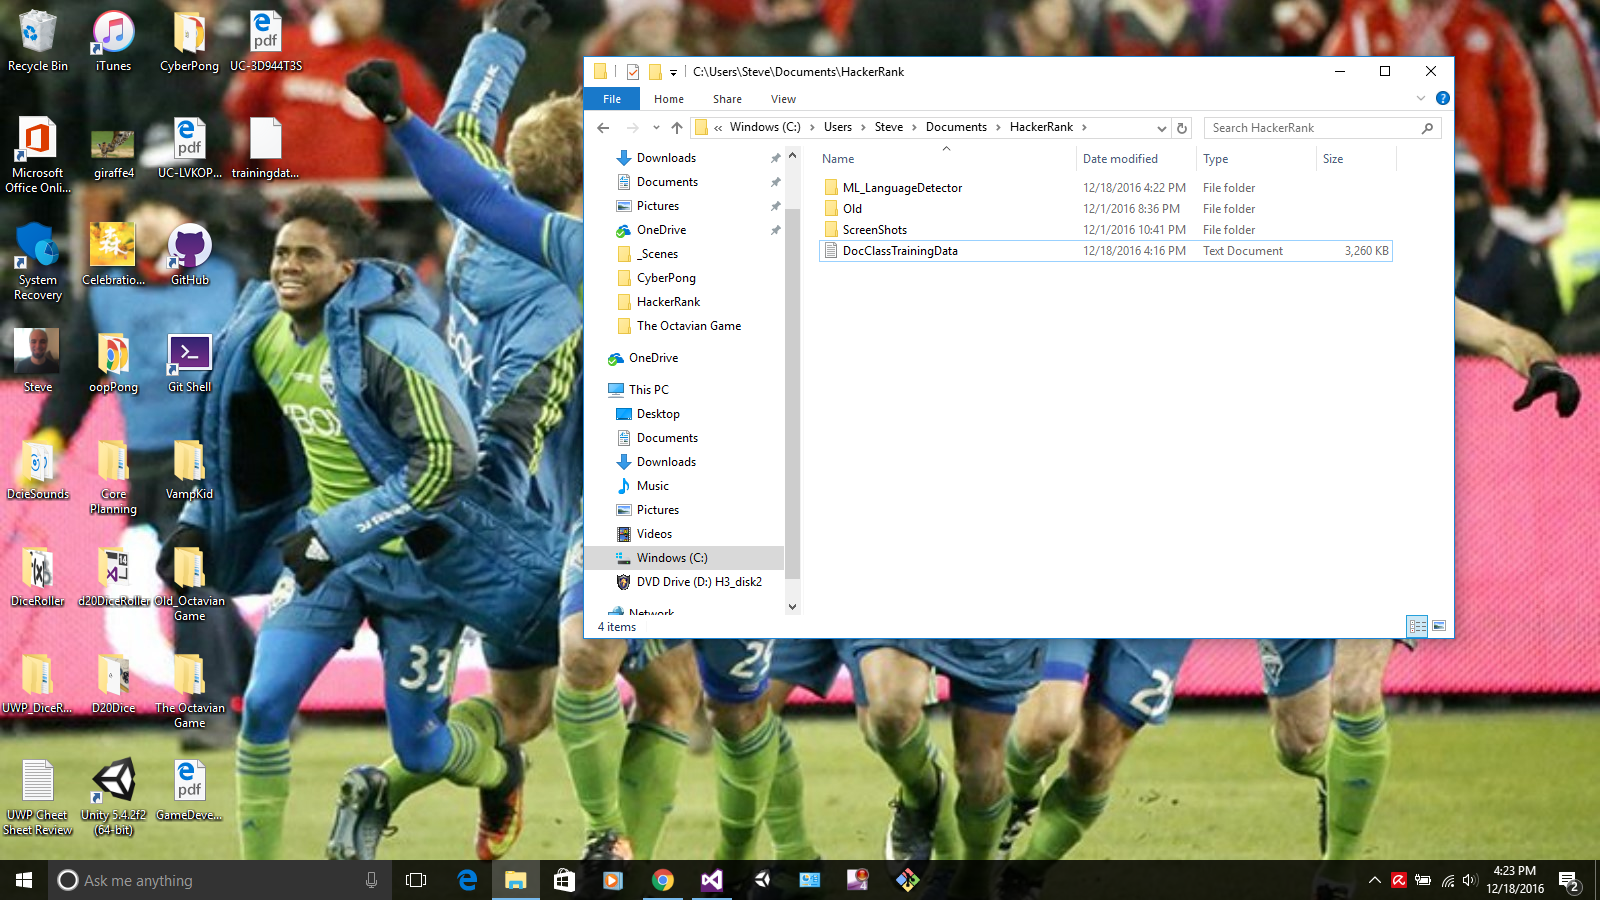 Recycle Bin
iTunes
CyberPong
UC-3D944T3S
Microsoft
Office Onli...
giraffe4
UC-LVKOP...
trainingdat...
System
Recovery
Celebratio...
GitHub
Steve
oopPong
Git Shell
DcieSounds
Core
Planning
VampKid
DiceRoller
d20DiceRoller
Old_Octavian
Game
UWP_DiceR...
D20Dice
The Octavian
Game
UWP Cheet
Sheet Review
Unity 5.4.2f2
(64-bit)
GameDeve...
C:\Users\Steve\Documents\HackerRank
File Home Share View
« Windows (C:) › Users › Steve › Documents › HackerRank ›
Search HackerRank
Downloads
Documents
Pictures
OneDrive
_Scenes
CyberPong
HackerRank
The Octavian Game
OneDrive
This PC
Desktop
Documents
Downloads
Music
Pictures
Videos
Windows (C:)
DVD Drive (D:) H3_disk2
Network
Name Date modified Type Size
ML_LanguageDetector 12/18/2016 4:22 PM File folder
Old 12/1/2016 8:36 PM File folder
ScreenShots 12/1/2016 10:41 PM File folder
DocClassTrainingData 12/18/2016 4:16 PM Text Document 3,260 KB
4 items
33
Ask me anything
4:23 PM
12/18/2016
2